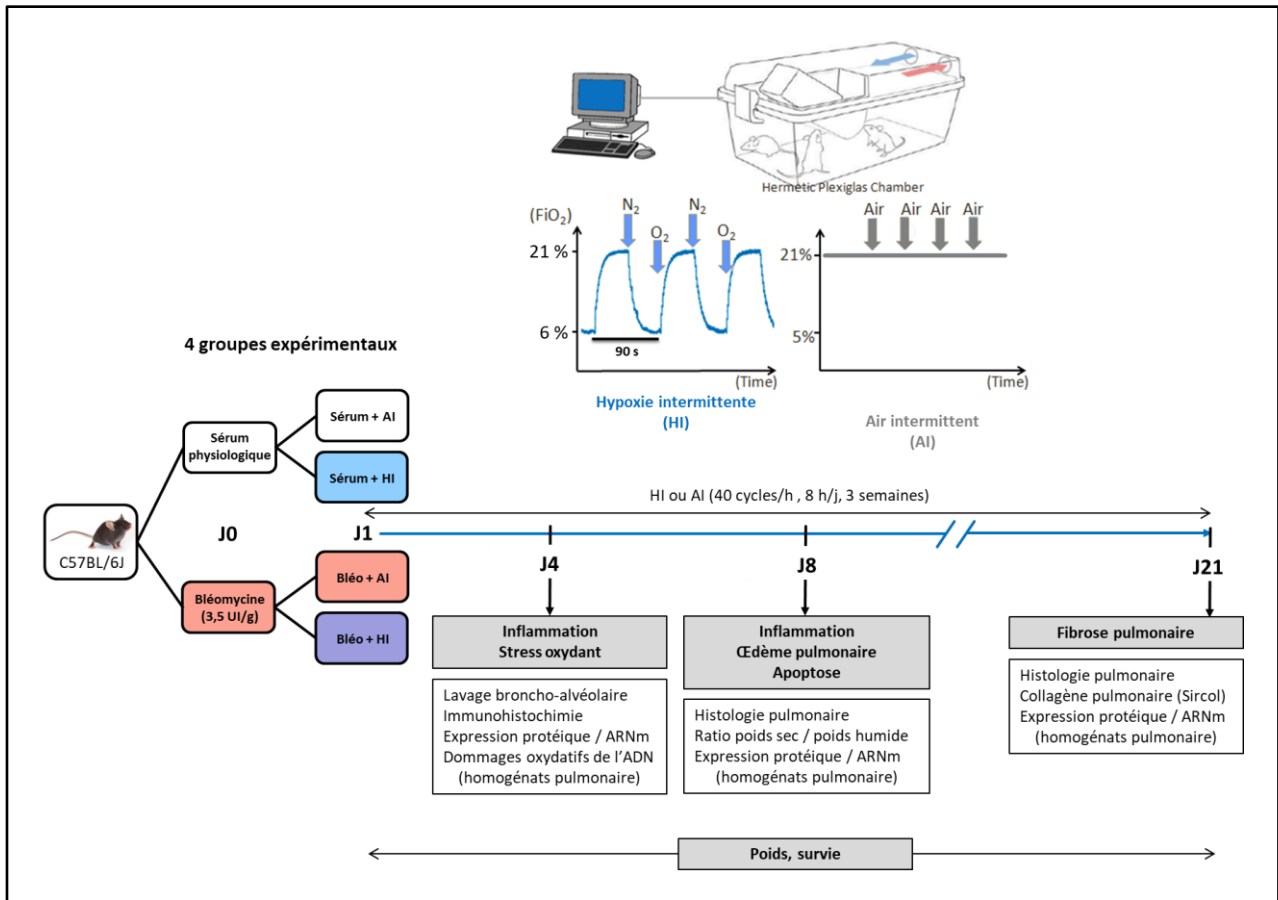 Hermetic Plexiglas Chamber
(FiO2)
N2
N2
O2
O2
21 %
6 %
90 s
(Time)
Hypoxie intermittente
(HI)
Air
Air
Air
Air
21%
5%
(Time)
Air intermittent
(AI)
4 groupes expérimentaux
C57BL/6J
Sérum
physiologique
J0
Bléomycine
(3,5 UI/g)
Sérum + AI
Sérum + HI
J1
Bléo + AI
Bléo + HI
HI ou AI (40 cycles/h , 8 h/j, 3 semaines)
J4
J8
J21
Inflammation
Stress oxydant
Lavage broncho-alvéolaire
Immunohistochimie
Expression protéique / ARNm
Dommages oxydatifs de l’ADN
(homogénats pulmonaire)
Inflammation
Œdème pulmonaire
Apoptose
Histologie pulmonaire
Ratio poids sec / poids humide
Expression protéique / ARNm
(homogénats pulmonaire)
Fibrose pulmonaire
Histologie pulmonaire
Collagène pulmonaire (Sircol)
Expression protéique / ARNm
(homogénats pulmonaire)
Poids, survie